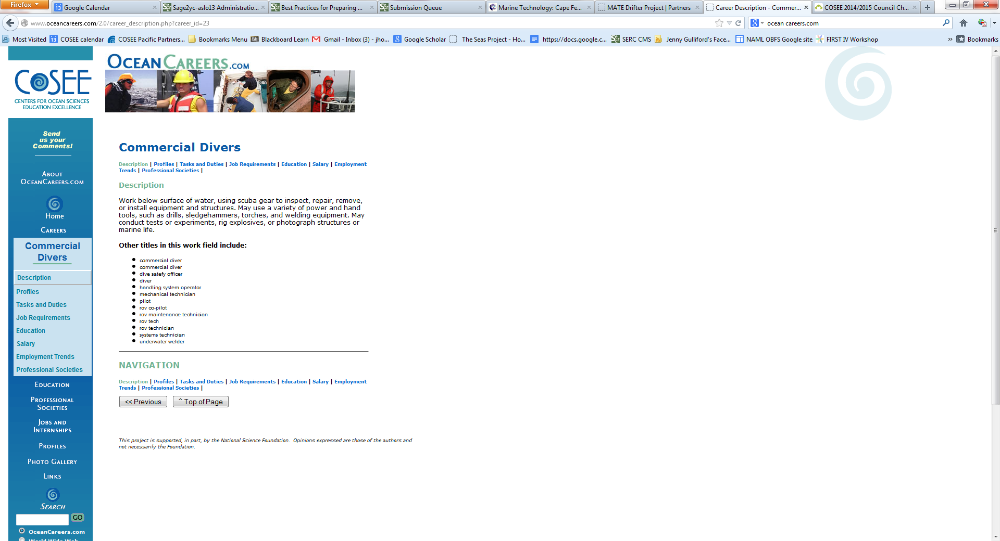 Firefox
Google Calendar
Sage2yc-aslo13 Administratio...
Best Practices for Preparing ...
Submission Queue
Marine Technology: Cape Fe...
MATE Drifter Project | Partners
Career Description - Commer...
COSEE 2014/2015 Council Ch...
www.oceancareers.com/2.0/career_description.php?career_id=23
ocean careers.com
Most Visited
COSEE calendar
COSEE Pacific Partners...
Bookmarks Menu
Blackboard Learn
Gmail - Inbox (3) - jho...
Google Scholar
The Seas Project - Ho...
https://docs.google.c...
SERC CMS
Jenny Gulliford's Face...
NAML OBFS Google site
FIRST IV Workshop
»
Bookmarks
COSEE
CENTERS FOR OCEAN SCIENCES
EDUCATION EXCELLENCE
OCEANCAREERS.COM
Send
us your
Comments!
ABOUT
OCEANCAREERS.COM
Home
CAREERS
Commercial
Divers
Description
Profiles
Tasks and Duties
Job Requirements
Education
Salary
Employment Trends
Professional Societies
EDUCATION
PROFESSIONAL
SOCIETIES
JOBS AND
INTERNSHIPS
PROFILES
PHOTO GALLERY
LINKS
SEARCH
GO
OceanCareers.com
World Wide Web
Commercial Divers
Description | Profiles | Tasks and Duties | Job Requirements | Education | Salary | Employment
Trends | Professional Societies |
Description
Work below surface of water, using scuba gear to inspect, repair, remove,
or install equipment and structures. May use a variety of power and hand
tools, such as drills, sledgehammers, torches, and welding equipment. May
conduct tests or experiments, rig explosives, or photograph structures or
marine life.
Other titles in this work field include:
commercial diver
commercial diver
dive satefy officer
diver
handling system operator
mechanical technician
pilot
rov co-pilot
rov maintenance technician
rov tech
rov technician
systems technician
underwater welder
NAVIGATION
Description | Profiles | Tasks and Duties | Job Requirements | Education | Salary | Employment
Trends | Professional Societies |
<< Previous
^ Top of Page
This project is supported, in part, by the National Science Foundation. Opinions expressed are those of the authors and
not necessarily the Foundation.